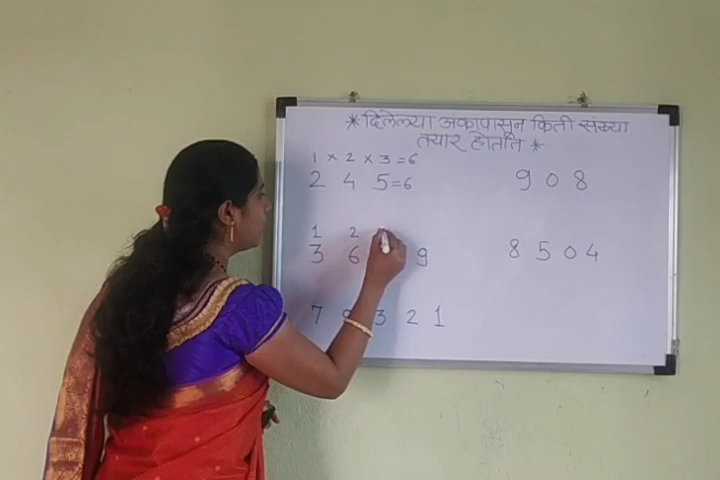 * दिलेल्या अंकापासून किती संख्या
तयार होतात *
1 × 2 × 3 = 6
2 4 5 = 6
9 0 8
1 2
3 6 9
8 5 0 4
7 9 3 2 1